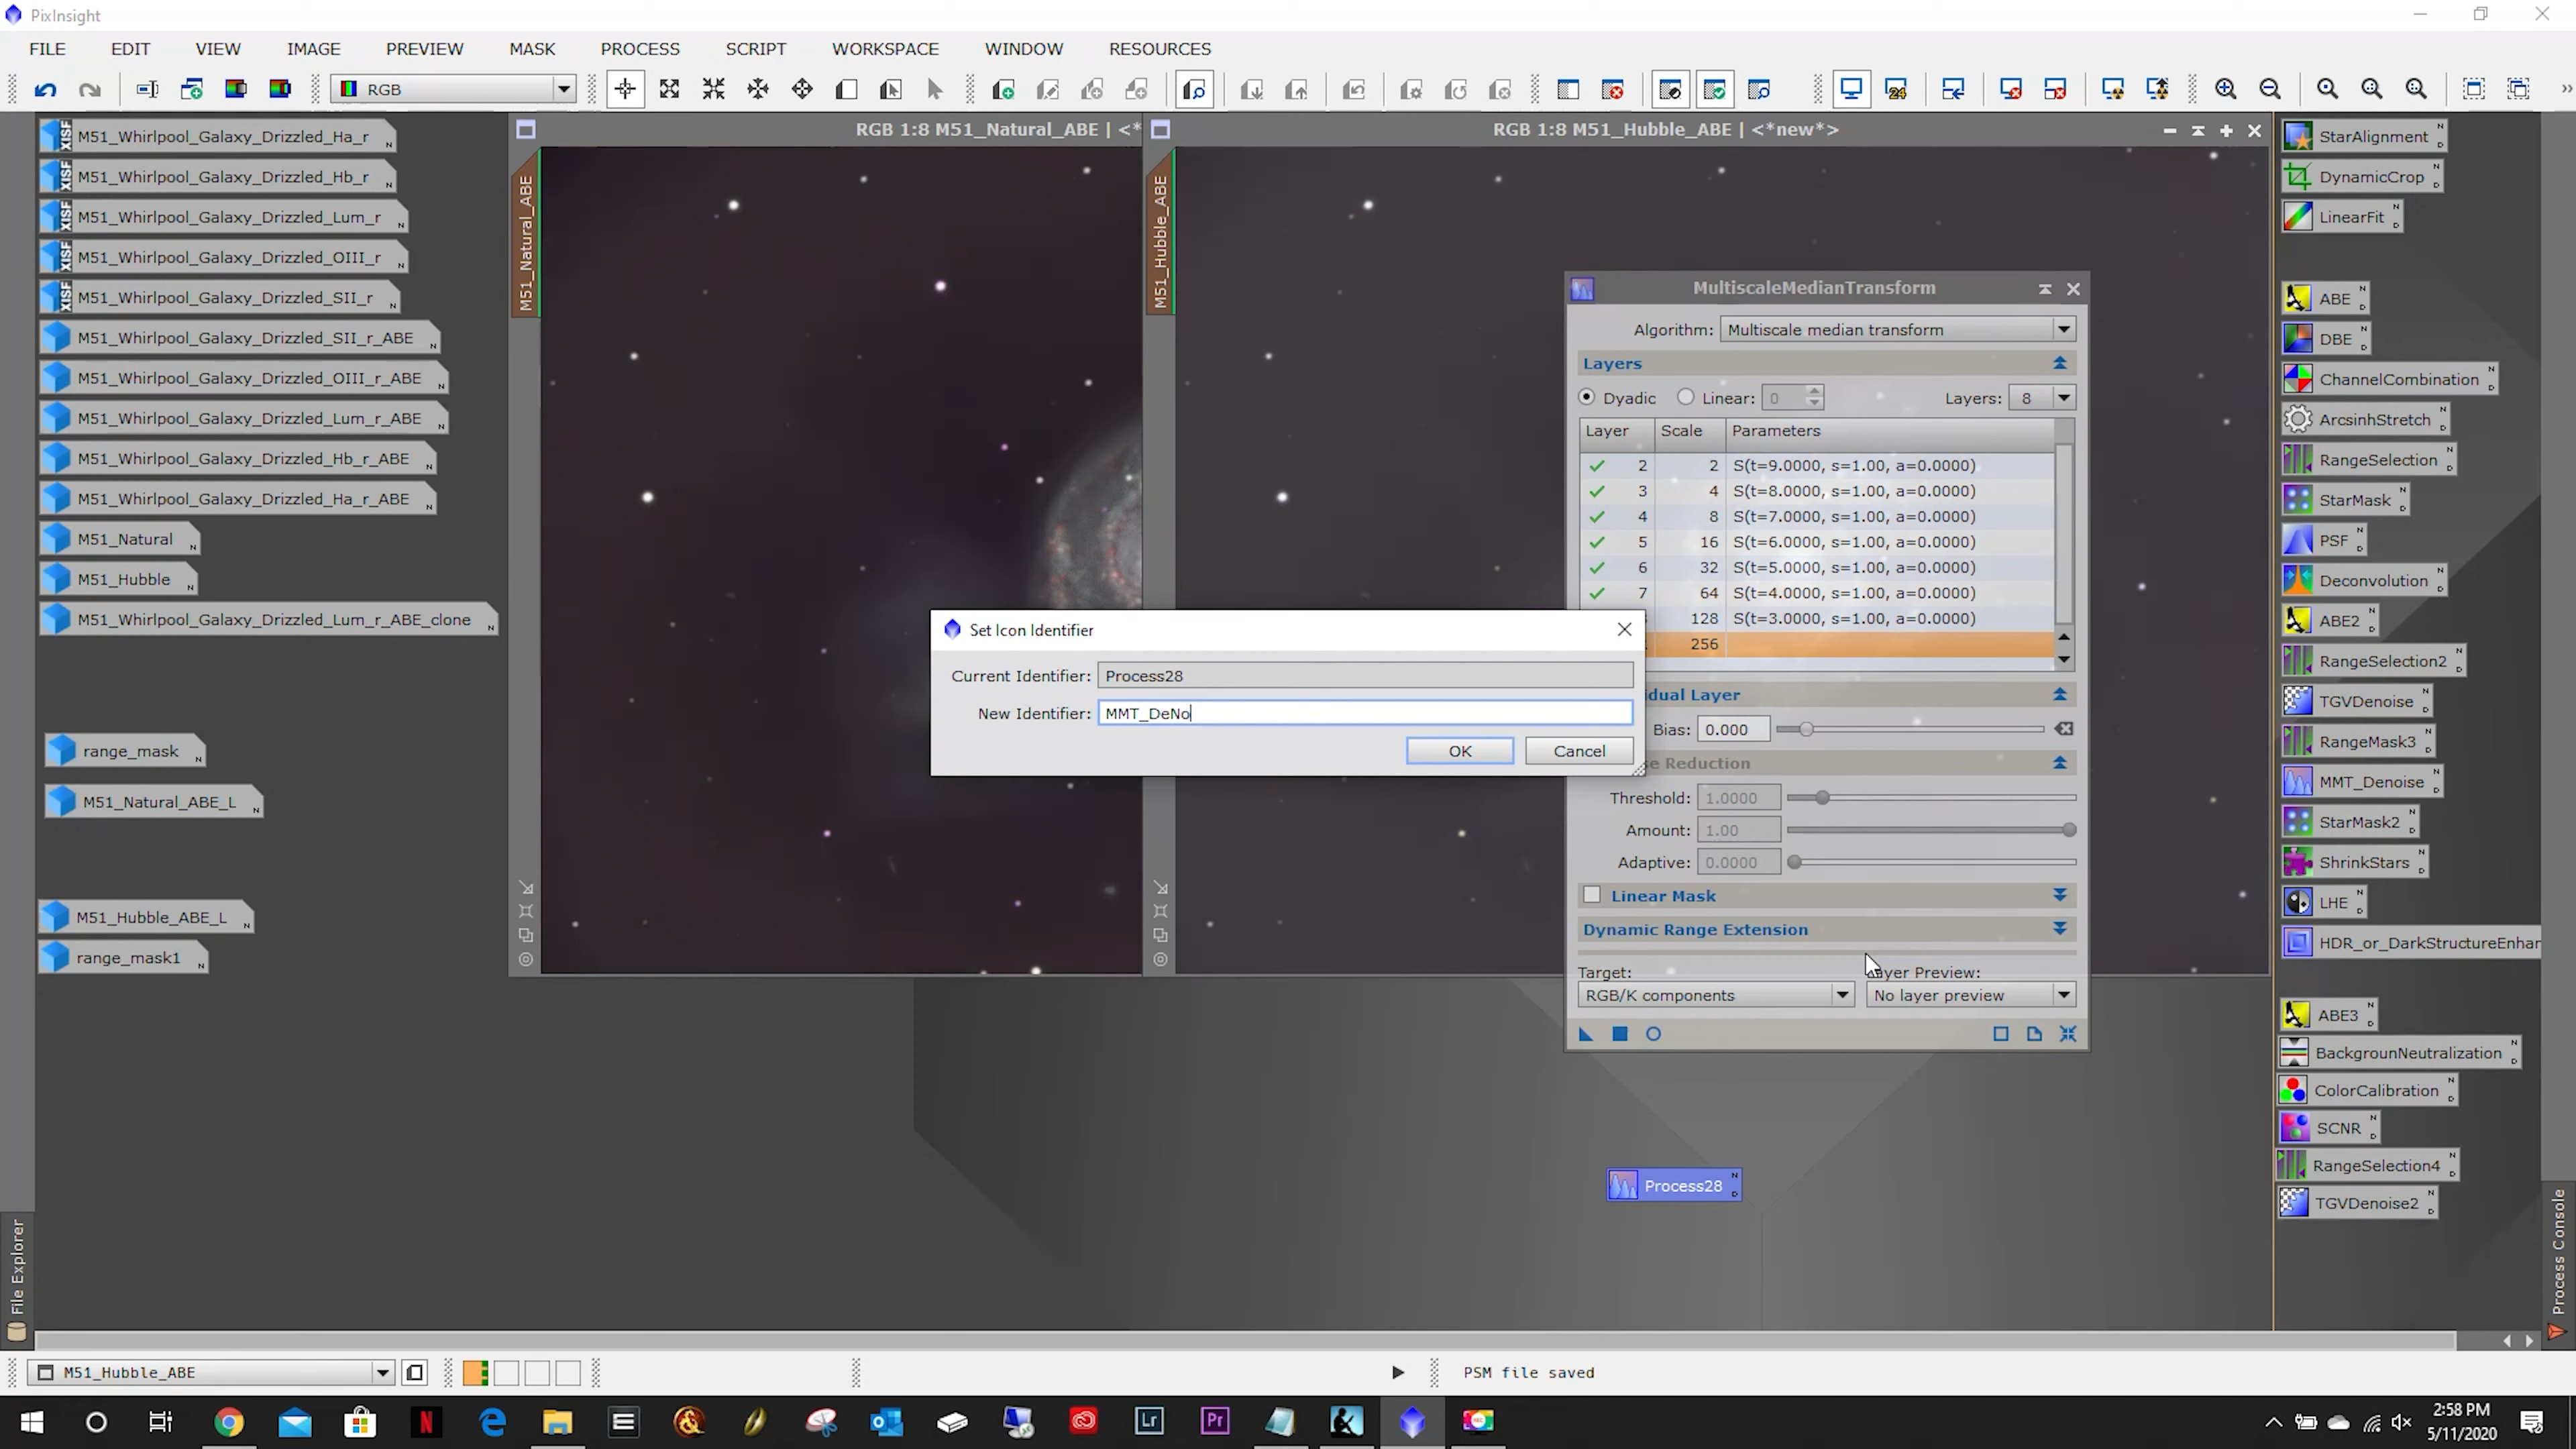 PixInsight
FILE EDIT VIEW IMAGE PREVIEW MASK PROCESS SCRIPT WORKSPACE WINDOW RESOURCES
RGB
24
M51_Whirlpool_Galaxy_Drizzled_Ha_r
M51_Whirlpool_Galaxy_Drizzled_Hb_r
M51_Whirlpool_Galaxy_Drizzled_Lum_r
M51_Whirlpool_Galaxy_Drizzled_OIII_r
M51_Whirlpool_Galaxy_Drizzled_SII_r
M51_Whirlpool_Galaxy_Drizzled_SII_r_ABE
M51_Whirlpool_Galaxy_Drizzled_OIII_r_ABE
M51_Whirlpool_Galaxy_Drizzled_Lum_r_ABE
M51_Whirlpool_Galaxy_Drizzled_Hb_r_ABE
M51_Whirlpool_Galaxy_Drizzled_Ha_r_ABE
M51_Natural
M51_Hubble
M51_Whirlpool_Galaxy_Drizzled_Lum_r_ABE_clone
range_mask
M51_Natural_ABE_L
M51_Hubble_ABE_L
range_mask1
RGB 1:8 M51_Natural_ABE | <*
M51_Natural_ABE
RGB 1:8 M51_Hubble_ABE | <*new*>
M51_Hubble_ABE
MultiscaleMedianTransform
Algorithm: Multiscale median transform
Layers
Dyadic Linear: 0 Layers: 8
Layer Scale Parameters
2 2 S(t=9.0000, s=1.00, a=0.0000)
3 4 S(t=8.0000, s=1.00, a=0.0000)
4 8 S(t=7.0000, s=1.00, a=0.0000)
5 16 S(t=6.0000, s=1.00, a=0.0000)
6 32 S(t=5.0000, s=1.00, a=0.0000)
7 64 S(t=4.0000, s=1.00, a=0.0000)
128 S(t=3.0000, s=1.00, a=0.0000)
256
dual Layer
Bias: 0.000
se Reduction
Threshold: 1.0000
Amount: 1.00
Adaptive: 0.0000
Linear Mask
Dynamic Range Extension
Target: ayer Preview:
RGB/K components No layer preview
Set Icon Identifier
Current Identifier: Process28
New Identifier: MMT_DeNo
OK Cancel
Process28
StarAlignment
DynamicCrop
LinearFit
ABE
DBE
ChannelCombination
ArcsinhStretch
RangeSelection
StarMask
PSF
Deconvolution
ABE2
RangeSelection2
TGVDenoise
RangeMask3
MMT_Denoise
StarMask2
ShrinkStars
LHE
HDR_or_DarkStructureEnhar
ABE3
BackgrounNeutralization
ColorCalibration
SCNR
RangeSelection4
TGVDenoise2
File Explorer
Process Console
M51_Hubble_ABE
PSM file saved
Lr Pr
2:58 PM
5/11/2020